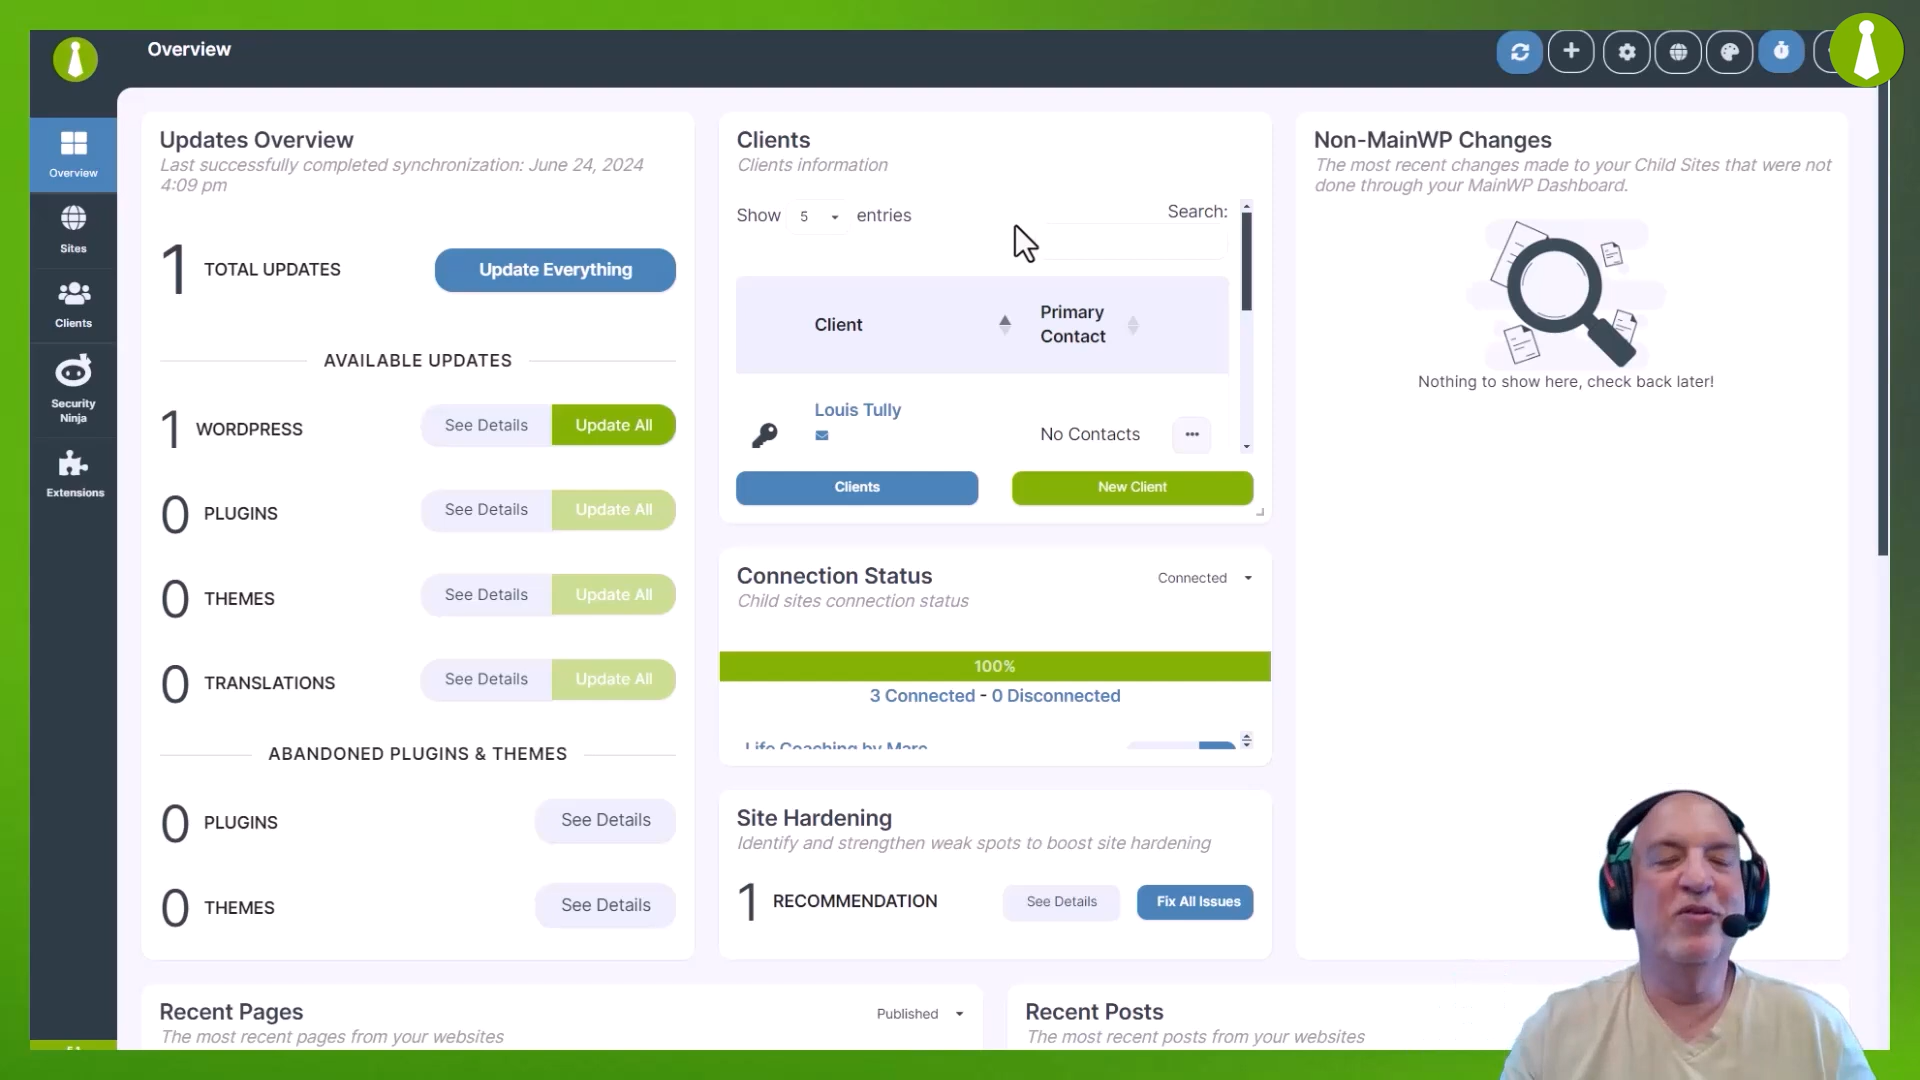 Overview
Overview
Sites
Clients
Security
Ninja
Extensions
Updates Overview
Last successfully completed synchronization: June 24, 2024
4:09 pm
1 TOTAL UPDATES
Update Everything
AVAILABLE UPDATES
1 WORDPRESS
See Details
Update All
0 PLUGINS
See Details
Update All
0 THEMES
See Details
Update All
0 TRANSLATIONS
See Details
Update All
ABANDONED PLUGINS & THEMES
0 PLUGINS
See Details
0 THEMES
See Details
Clients
Clients information
Show 5 entries
Search:
Client
Primary
Contact
Louis Tully
No Contacts
Clients
New Client
Connection Status
Connected
Child sites connection status
100%
3 Connected - 0 Disconnected
Life Coaching by Marc
Site Hardening
Identify and strengthen weak spots to boost site hardening
1 RECOMMENDATION
See Details
Fix All Issues
Non-MainWP Changes
The most recent changes made to your Child Sites that were not
done through your MainWP Dashboard.
Nothing to show here, check back later!
Recent Pages
Published
The most recent pages from your websites
Recent Posts
The most recent posts from your websites